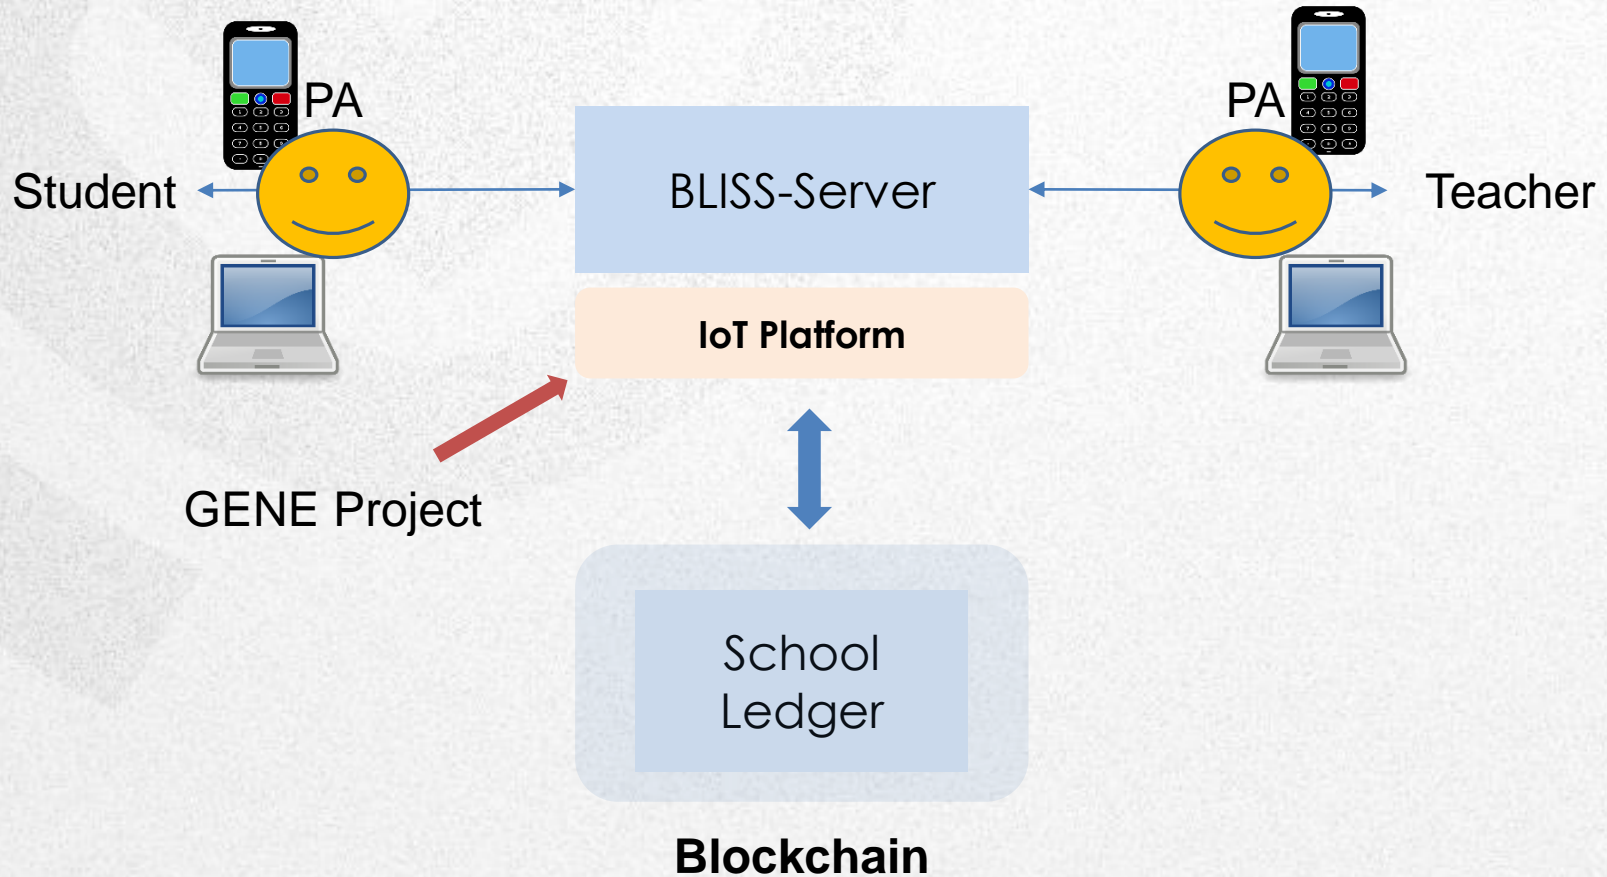 PA
PA
Student
BLISS-Server
Teacher
IoT Platform
GENE Project
School
Ledger
Blockchain